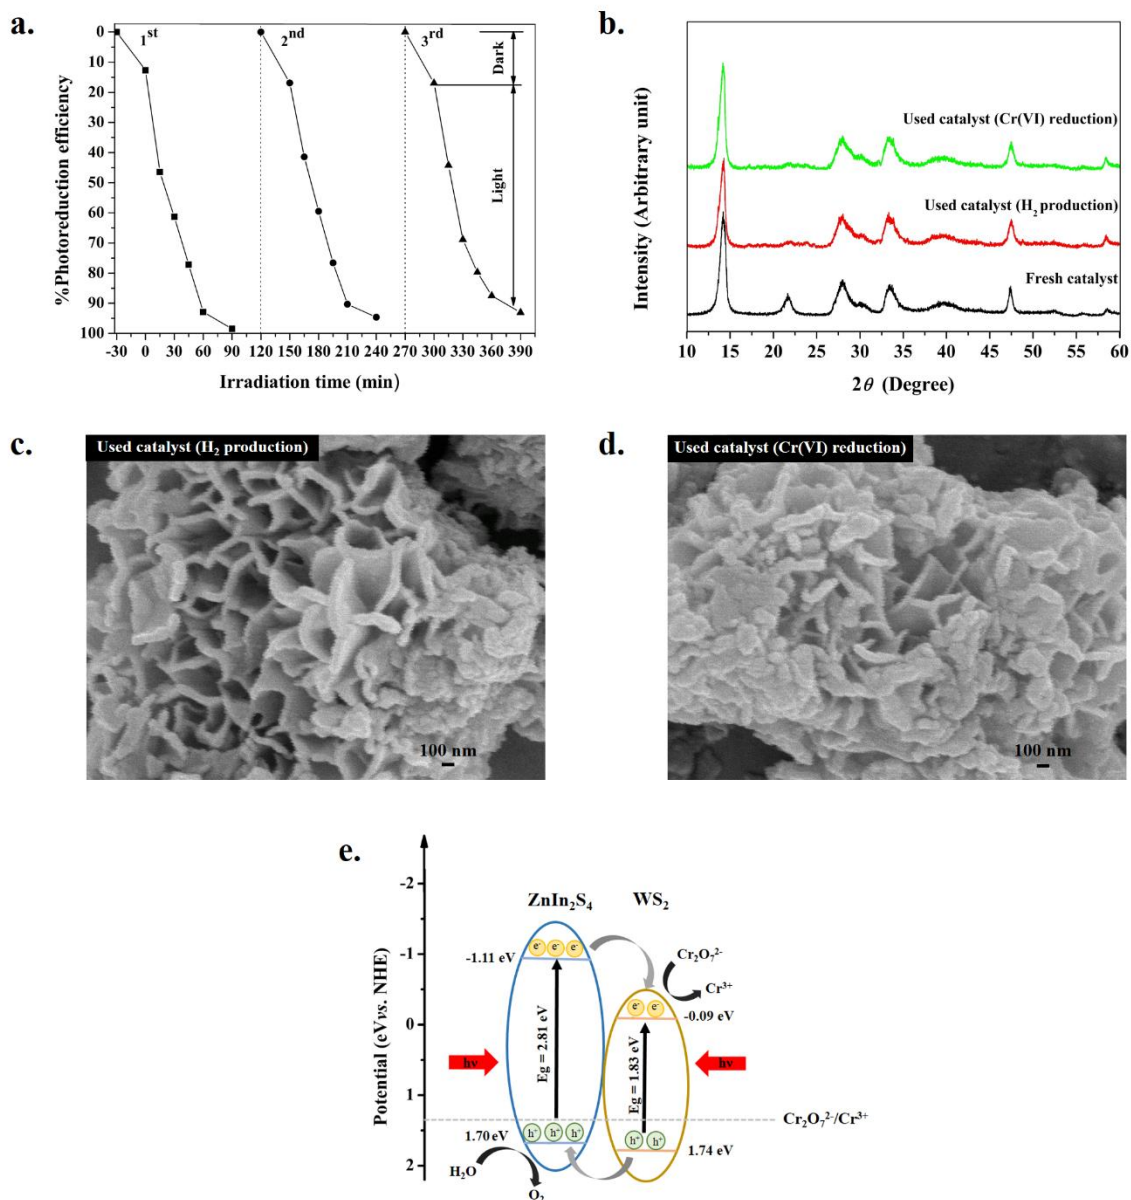 a.
1st
2nd
3rd
Dark
Light
0
10
20
30
40
50
60
70
80
90
100
%Photoreduction efficiency
-30 0 30 60 90 120 150 180 210 240 270 300 330 360 390
Irradiation time (min)
b.
Used catalyst (Cr(VI) reduction)
Used catalyst (H2 production)
Fresh catalyst
Intensity (Arbitrary unit)
10 15 20 25 30 35 40 45 50 55 60
2θ (Degree)
c.
Used catalyst (H2 production)
100 nm
d.
Used catalyst (Cr(VI) reduction)
100 nm
e.
Potential (eV vs. NHE)
-2
-1
0
1
2
ZnIn2S4
WS2
e- e- e-
-1.11 eV
Cr2O7^2-
Cr3+
e- e-
-0.09 eV
Eg = 2.81 eV
Eg = 1.83 eV
hν
hν
Cr2O7^2-/Cr3+
h+ h+ h+
h+ h+
1.70 eV
1.74 eV
H2O
O2